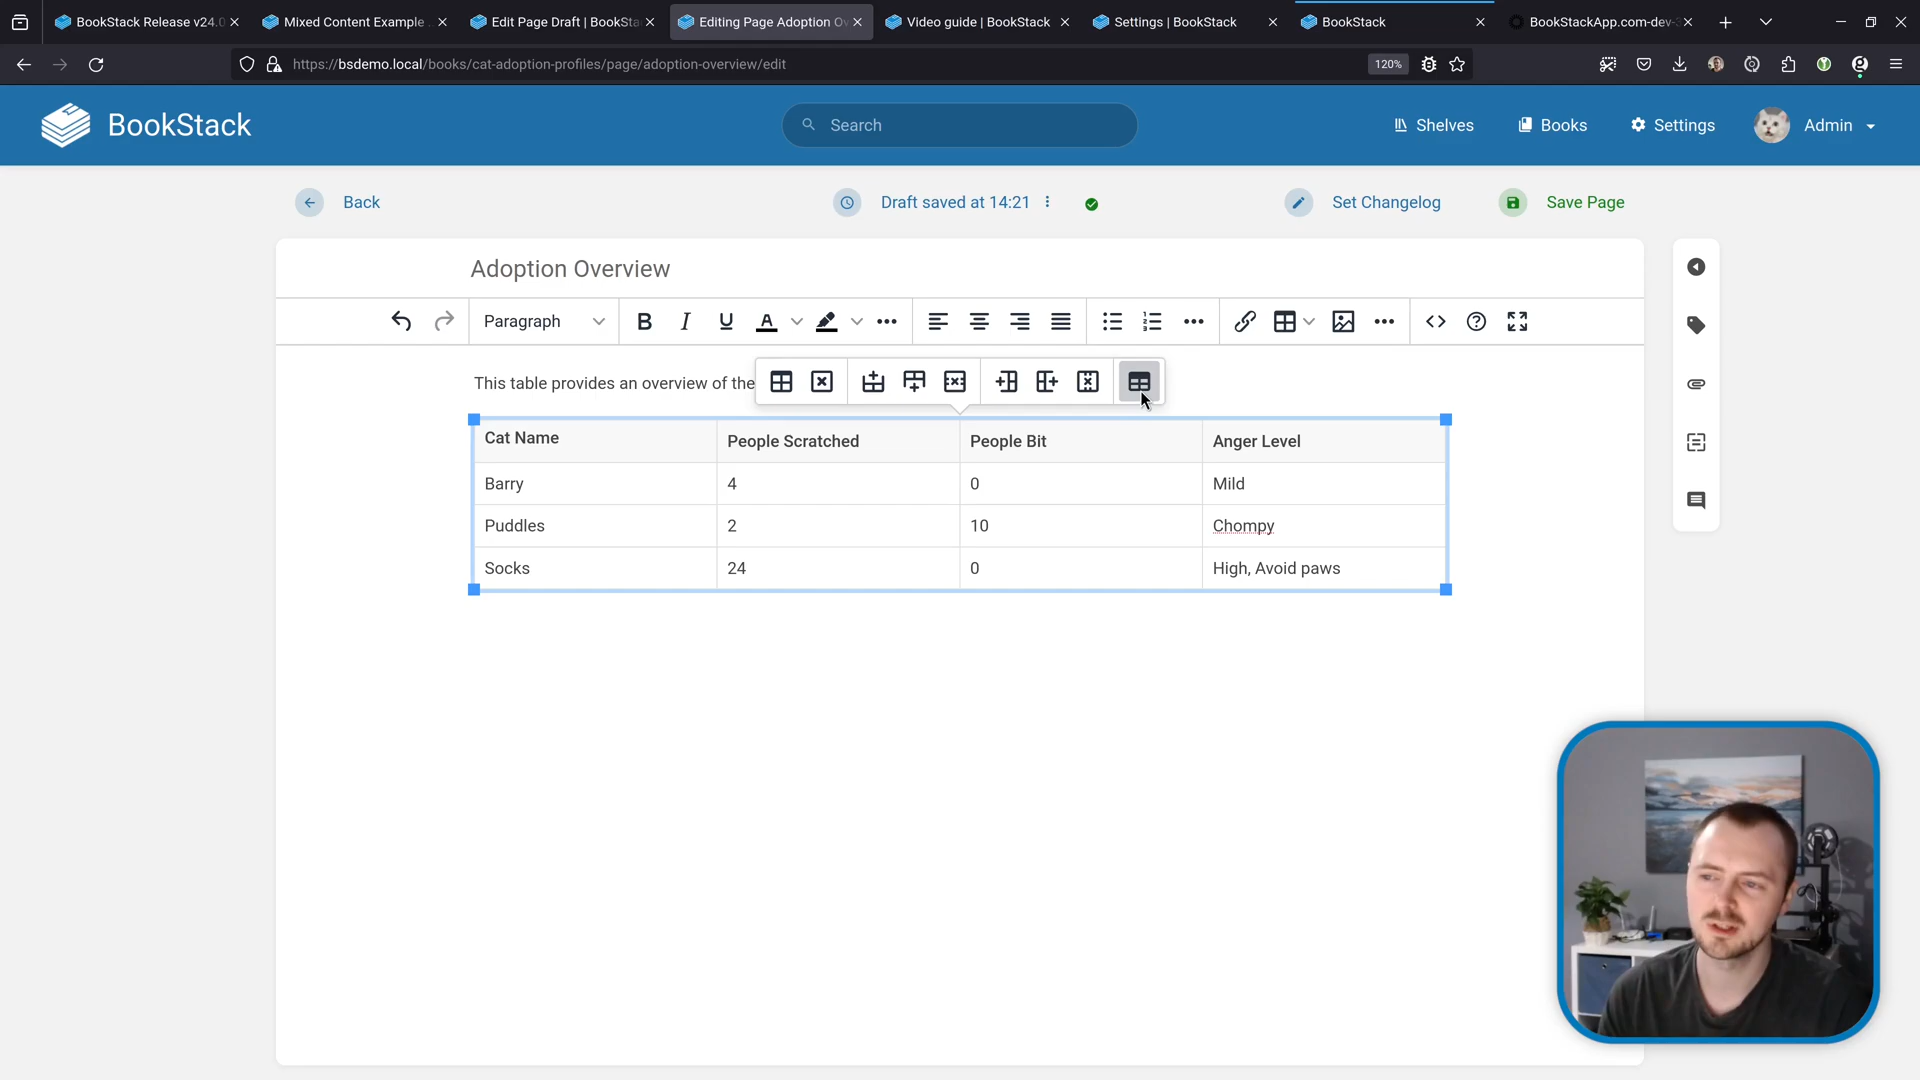 BookStack Release v24.0
Mixed Content Example
Edit Page Draft | BookSta
Editing Page Adoption Ov
Video guide | BookStack
Settings | BookStack
BookStack
BookStackApp.com-dev-
https://bsdemo.local/books/cat-adoption-profiles/page/adoption-overview/edit
120%
BookStack
Search
Shelves
Books
Settings
Admin
Back
Draft saved at 14:21
Set Changelog
Save Page
Adoption Overview
Paragraph
B I U A
This table provides an overview of the
Cat Name People Scratched People Bit Anger Level
Barry 4 0 Mild
Puddles 2 10 Chompy
Socks 24 0 High, Avoid paws